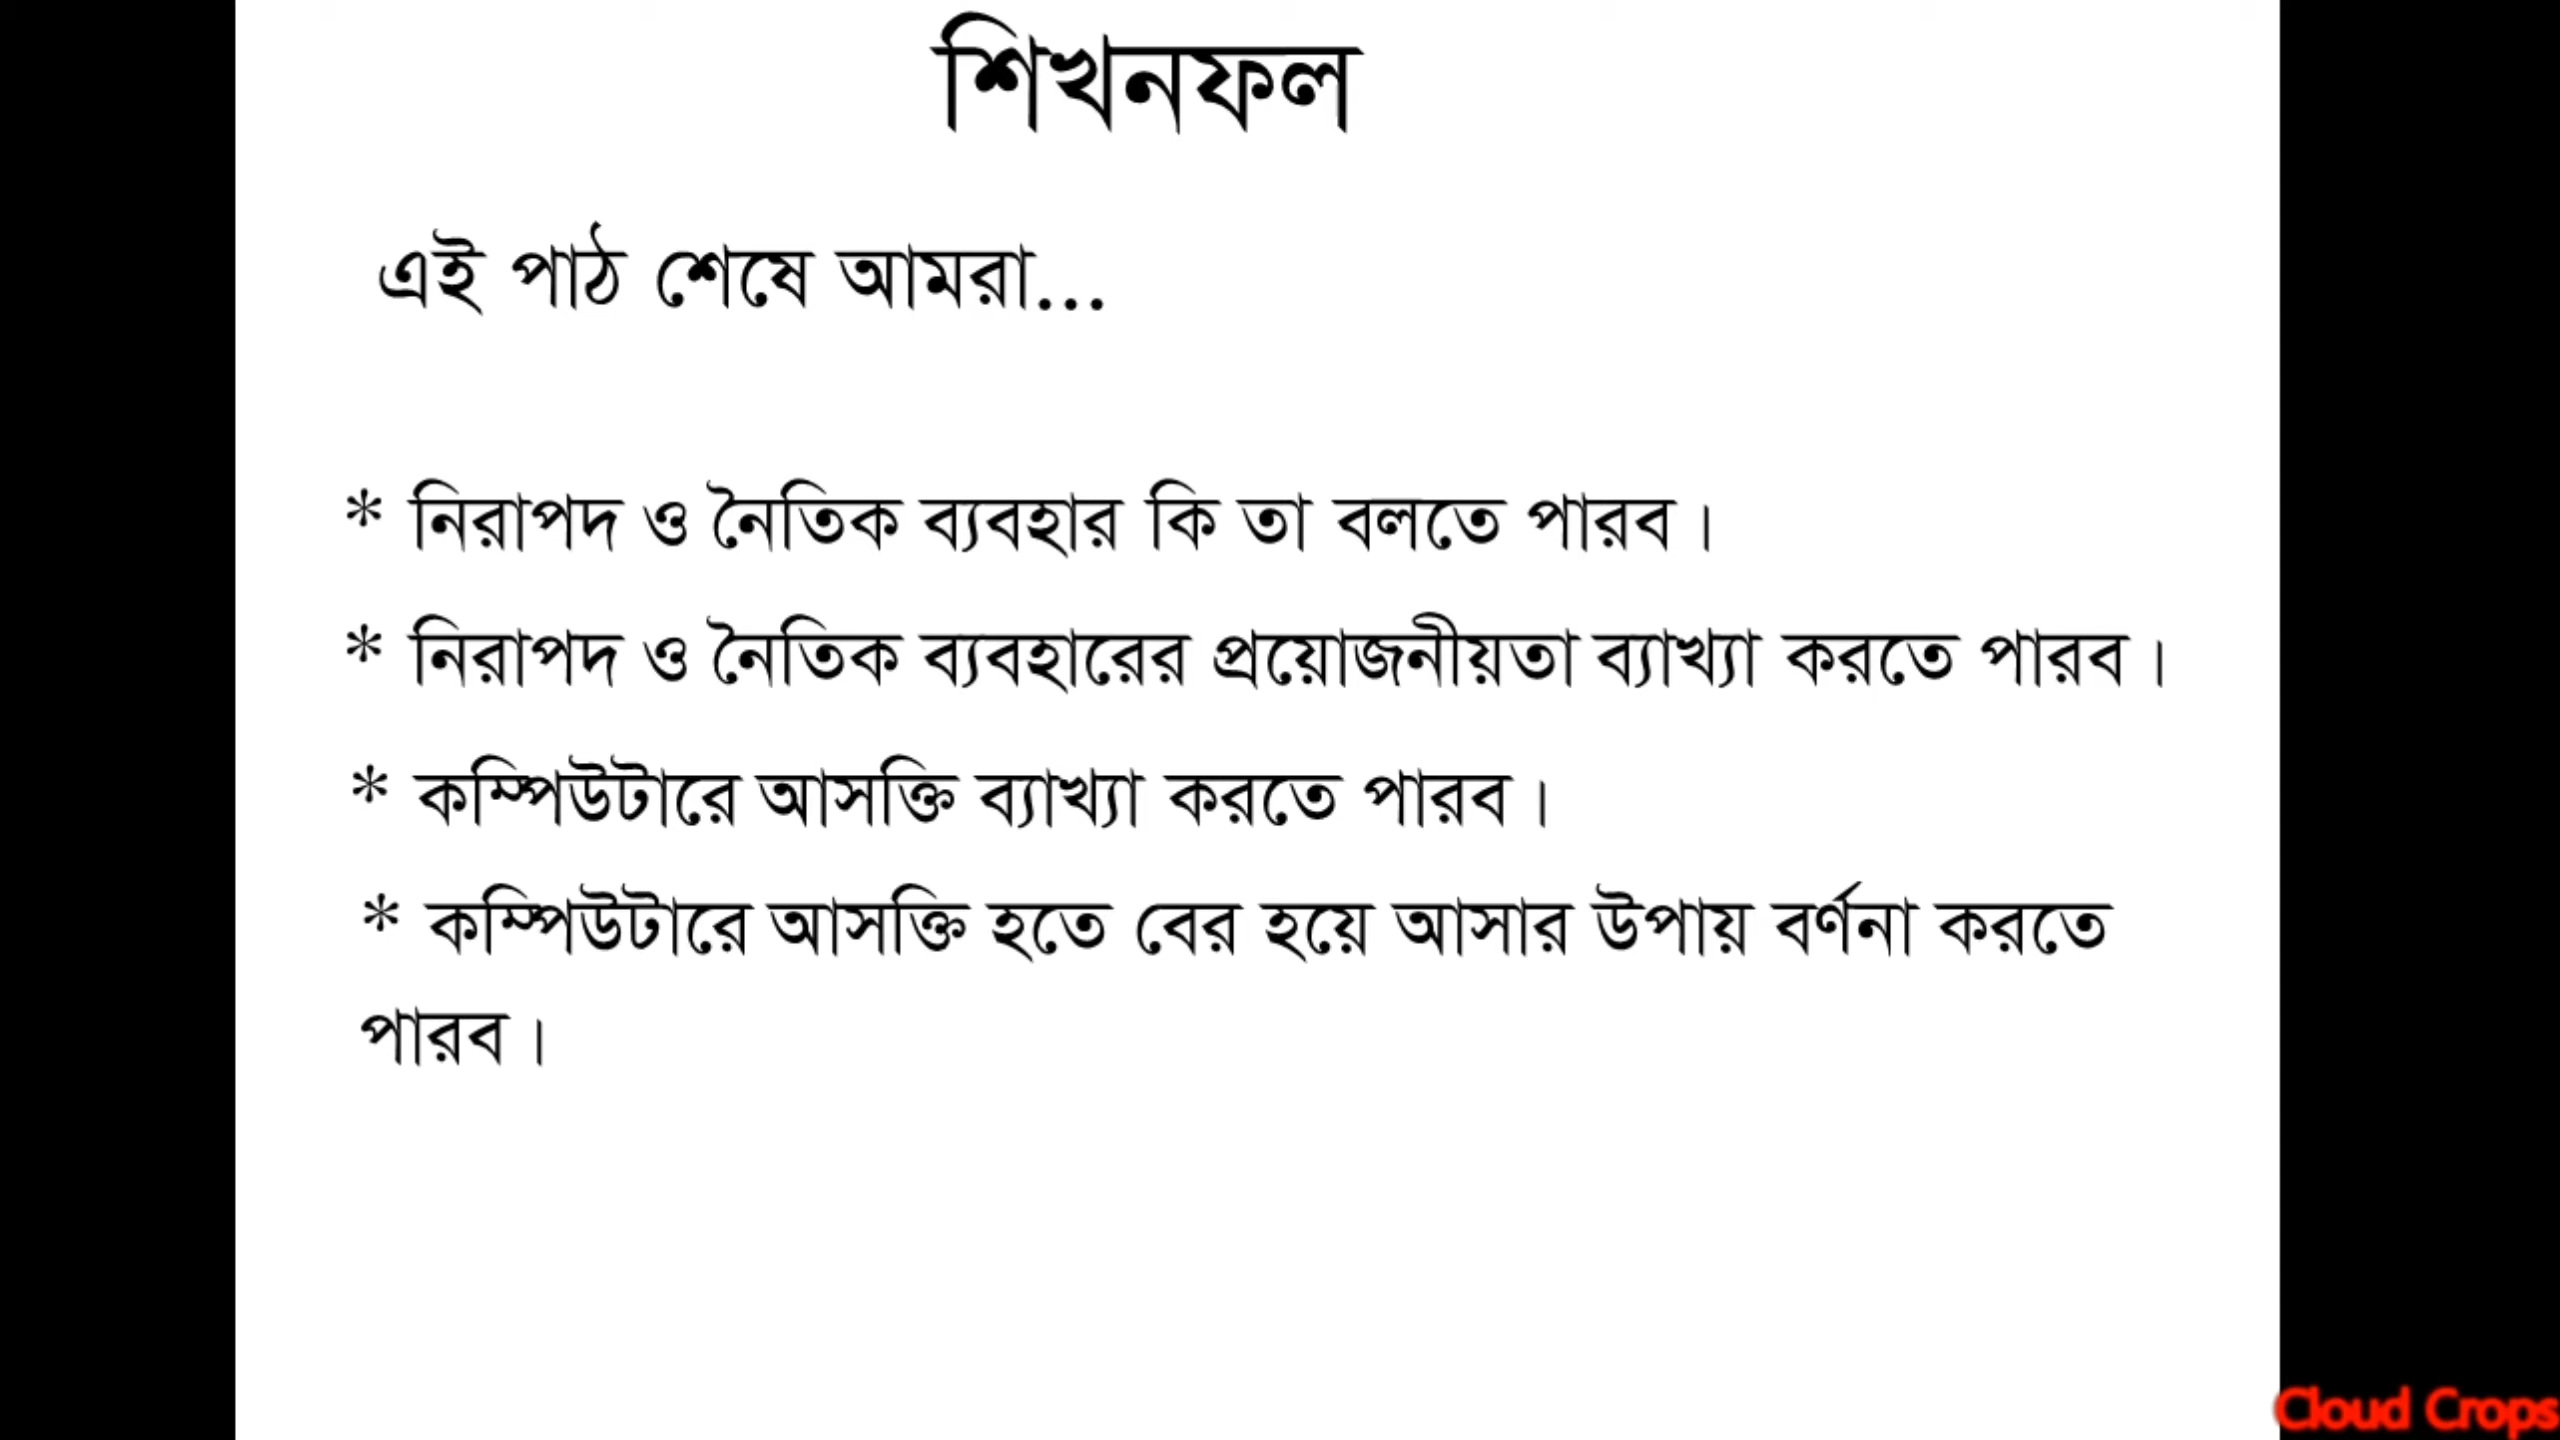 শিখনফল
এই পাঠ শেষে আমরা...
* নিরাপদ ও নৈতিক ব্যবহার কি তা বলতে পারব।
* নিরাপদ ও নৈতিক ব্যবহারের প্রয়োজনীয়তা ব্যাখ্যা করতে পারব।
* কম্পিউটারে আসক্তি ব্যাখ্যা করতে পারব।
* কম্পিউটারে আসক্তি হতে বের হয়ে আসার উপায় বর্ণনা করতে
পারব।
Cloud Crops